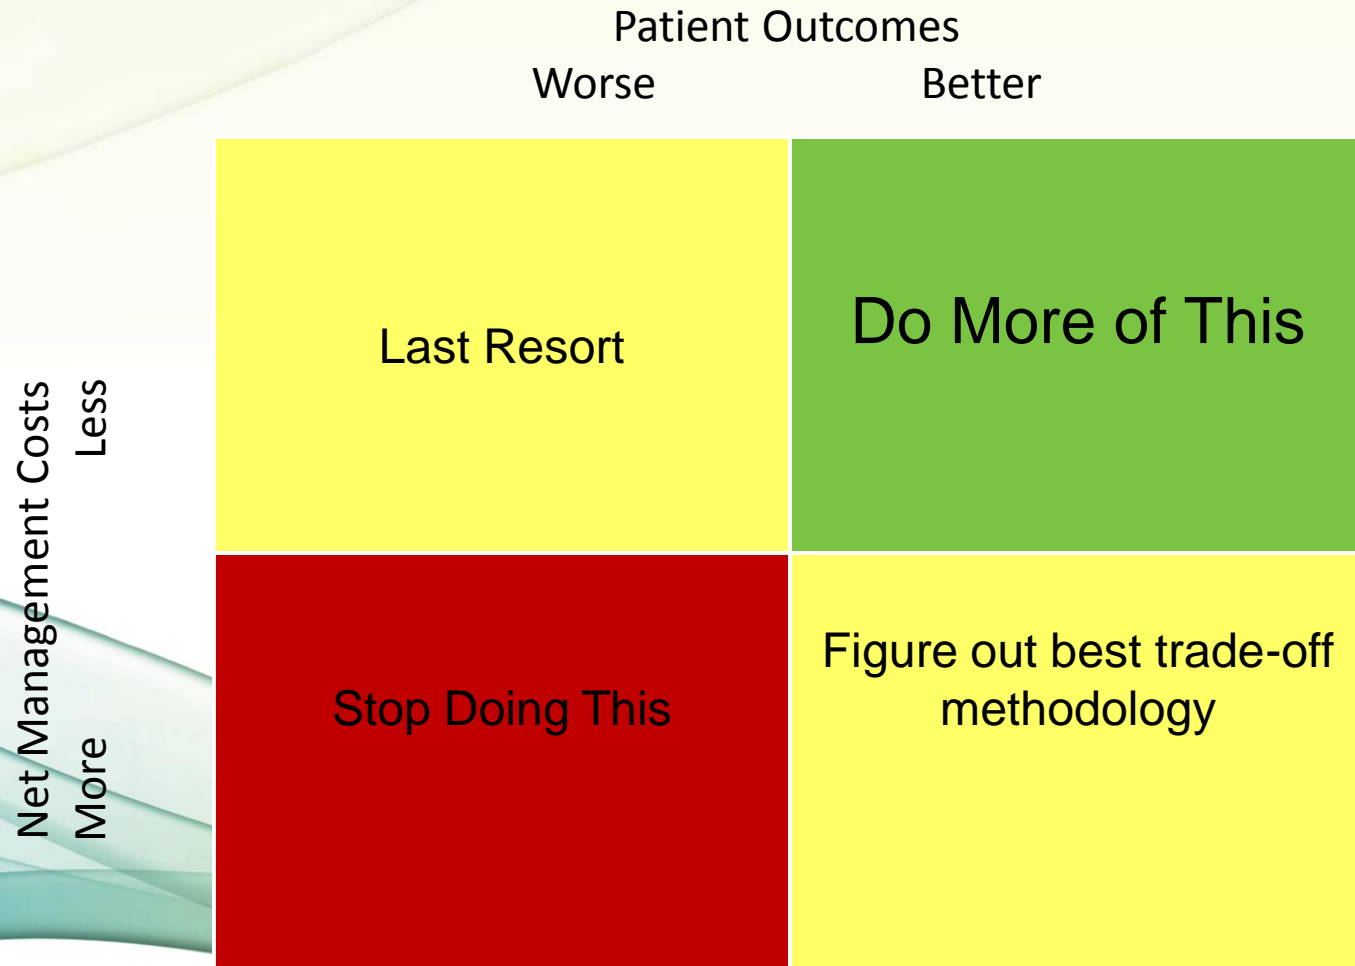 Patient Outcomes
Worse Better
Net Management Costs
Less
More
Last Resort
Do More of This
Stop Doing This
Figure out best trade-off
methodology